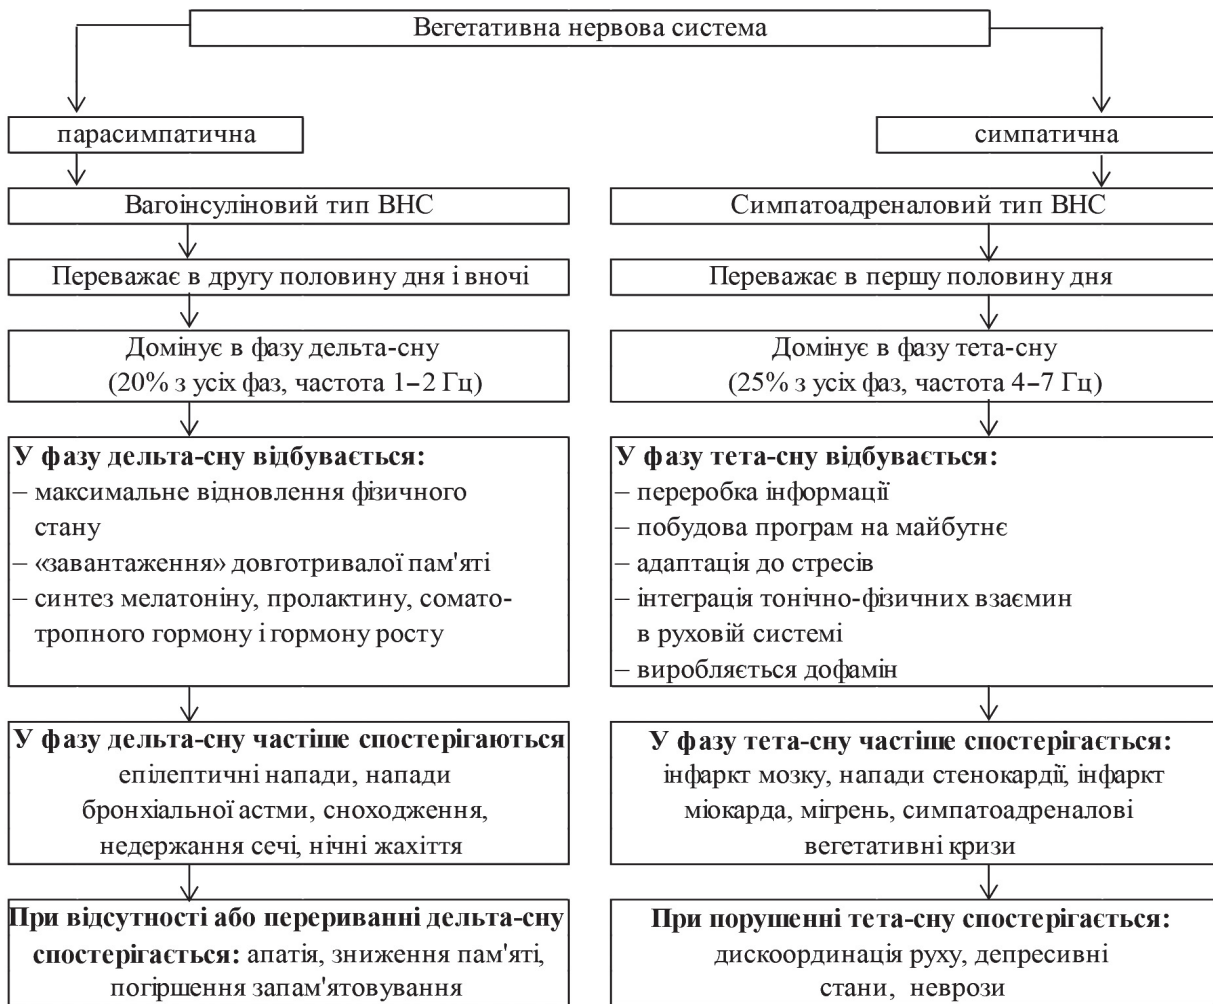 Вегетативна нервова система
парасимпатична
симпатична
Вагоінсуліновий тип ВНС
Симпатоадреналовий тип ВНС
Переважає в другу половину дня і вночі
Переважає в першу половину дня
Домінує в фазу дельта-сну
(20% з усіх фаз, частота 1–2 Гц)
Домінує в фазу тета-сну
(25% з усіх фаз, частота 4–7 Гц)
У фазу дельта-сну відбувається:
– максимальне відновлення фізичного
стану
– «завантаження» довготривалої пам'яті
– синтез мелатоніну, пролактину, сомато-
тропного гормону і гормону росту
У фазу тета-сну відбувається:
– переробка інформації
– побудова програм на майбутнє
– адаптація до стресів
– інтеграція тонічно-фізичних взаємин
в руховій системі
– виробляється дофамін
У фазу дельта-сну частіше спостерігаються
епілептичні напади, напади
бронхіальної астми, сноходження,
недержання сечі, нічні жахіття
У фазу тета-сну частіше спостерігається:
інфаркт мозку, напади стенокардії, інфаркт
міокарда, мігрень, симпатоадреналові
вегетативні кризи
При відсутності або перериванні дельта-сну
спостерігається: апатія, зниження пам'яті,
погіршення запам'ятовування
При порушенні тета-сну спостерігається:
дискоординація руху, депресивні
стани, неврози